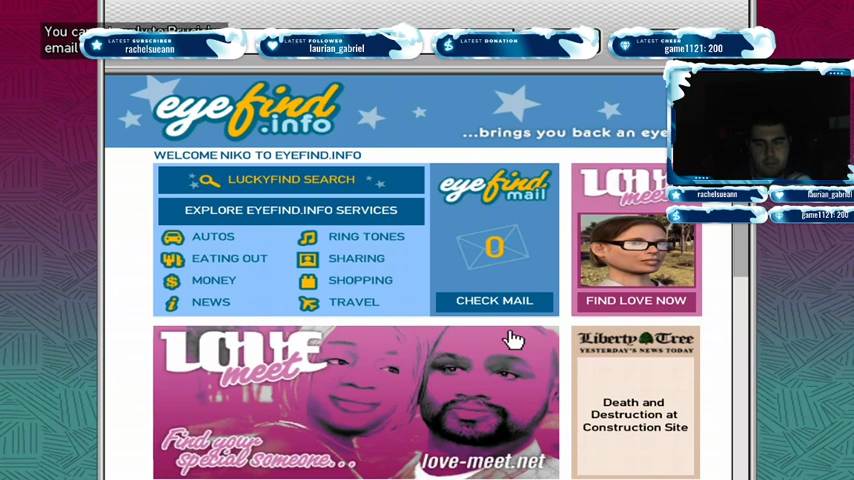 You can
email
LATEST SUBSCRIBER
rachelsueann
LATEST FOLLOWER
laurian_gabriel
LATEST DONATION
LATEST CHEER
game1121: 200
eyefind
.info
...brings you back an eye
WELCOME NIKO TO EYEFIND.INFO
LUCKYFIND SEARCH
EXPLORE EYEFIND.INFO SERVICES
AUTOS
RING TONES
EATING OUT
SHARING
MONEY
SHOPPING
NEWS
TRAVEL
eyefind
mail
0
CHECK MAIL
LOVE
meet
FIND LOVE NOW
rachelsueann
laurian_gabriel
game1121: 200
LOVE
meet
Find your
special someone...
love-meet.net
Liberty Tree
YESTERDAY'S NEWS TODAY
Death and
Destruction at
Construction Site